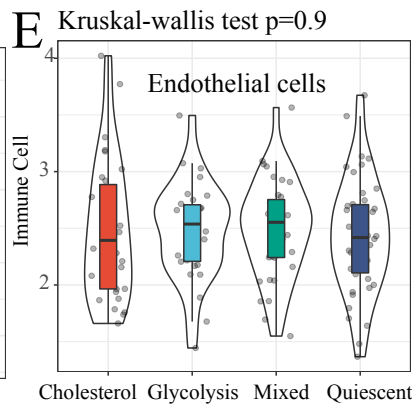 E Kruskal-wallis test p=0.9
Endothelial cells
Immune Cell
4
3
2
Cholesterol Glycolysis Mixed Quiescent